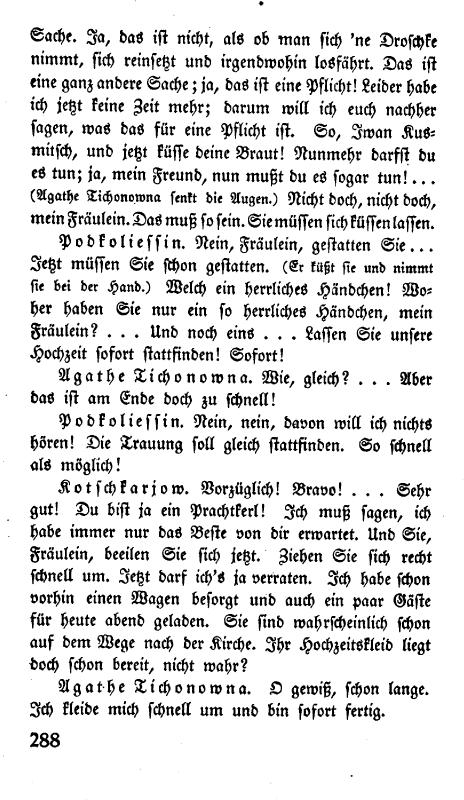 Sache. Ja, das ist nicht, als ob man sich 'ne Droschke
nimmt, sich reinsetzt und irgendwohin losfährt. Das ist
eine ganz andere Sache; ja, das ist eine Pflicht! Leider habe
ich jetzt keine Zeit mehr; darum will ich euch nachher
sagen, was das für eine Pflicht ist. So, Iwan Kus-
mitsch, und jetzt küsse deine Braut! Nunmehr darfst du
es tun; ja, mein Freund, nun mußt du es sogar tun!...
(Agathe Tichonowna senkt die Augen.) Nicht doch, nicht doch,
mein Fräulein. Das muß so sein. Sie müssen sich küssen lassen.
Podkoliessin. Nein, Fräulein, gestatten Sie...
Jetzt müssen Sie schon gestatten. (Er küßt sie und nimmt
sie bei der Hand.) Welch ein herrliches Händchen! Wo-
her haben Sie nur ein so herrliches Händchen, mein
Fräulein? . . . Und noch eins . . . Lassen Sie unsere
Hochzeit sofort stattfinden! Sofort!
Agathe Tichonowna. Wie, gleich? . . . Aber
das ist am Ende doch zu schnell!
Podkoliessin. Nein, nein, davon will ich nichts
hören! Die Trauung soll gleich stattfinden. So schnell
als möglich!
Kotschkarjow. Vorzüglich! Bravo! . . . Sehr
gut! Du bist ja ein Prachtkerl! Ich muß sagen, ich
habe immer nur das Beste von dir erwartet. Und Sie,
Fräulein, beeilen Sie sich jetzt. Ziehen Sie sich recht
schnell um. Jetzt darf ich's ja verraten. Ich habe schon
vorhin einen Wagen besorgt und auch ein paar Gäste
für heute abend geladen. Sie sind wahrscheinlich schon
auf dem Wege nach der Kirche. Ihr Hochzeitskleid liegt
doch schon bereit, nicht wahr?
Agathe Tichonowna. O gewiß, schon lange.
Ich kleide mich schnell um und bin sofort fertig.
288